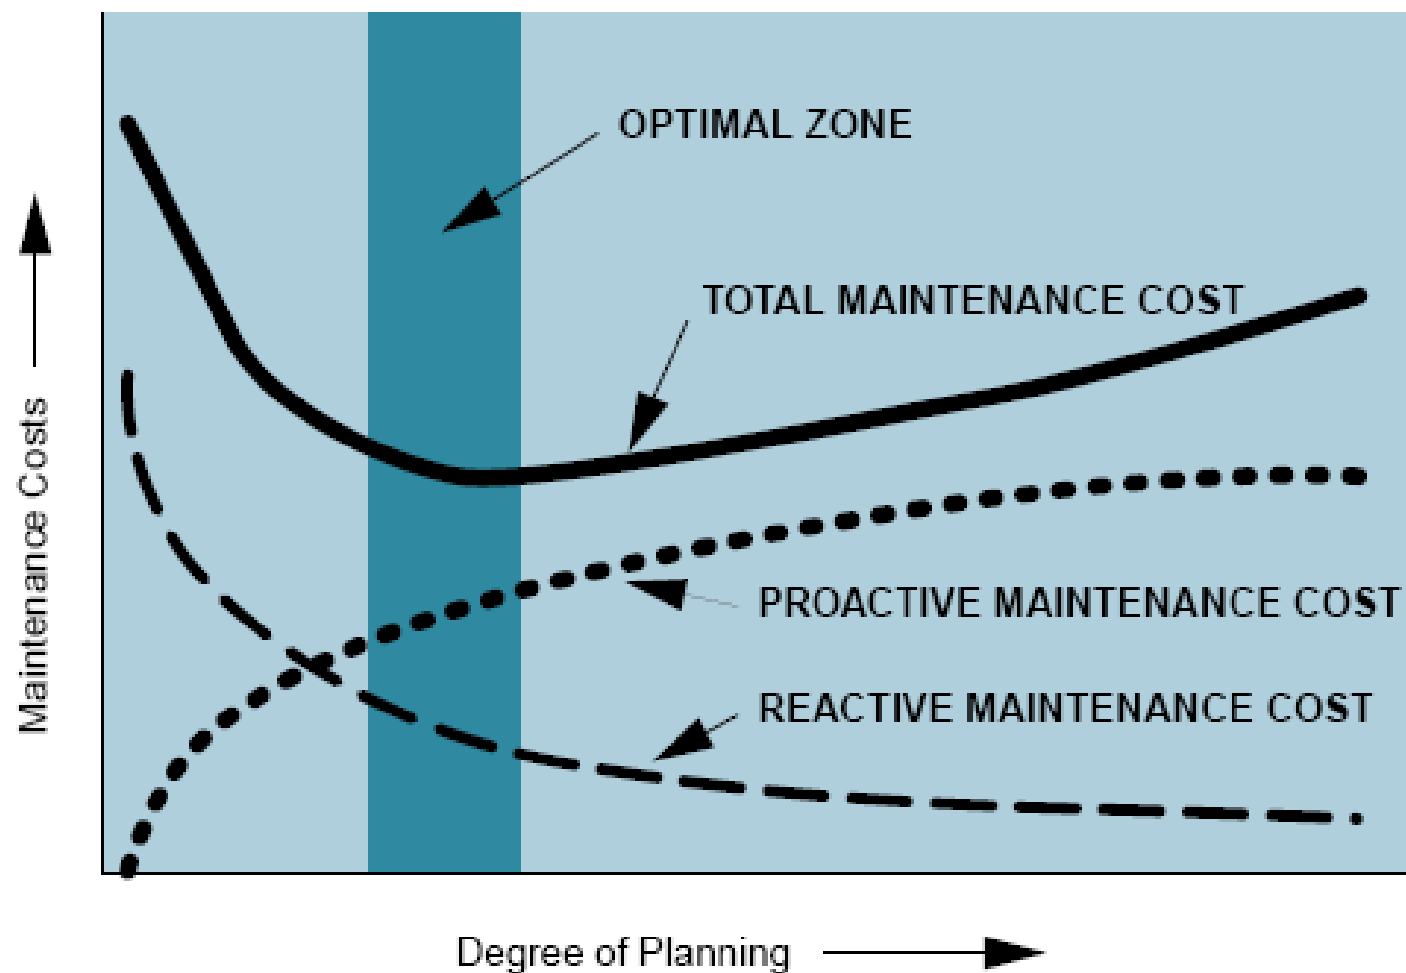 OPTIMAL ZONE
TOTAL MAINTENANCE COST
PROACTIVE MAINTENANCE COST
REACTIVE MAINTENANCE COST
Maintenance Costs
Degree of Planning